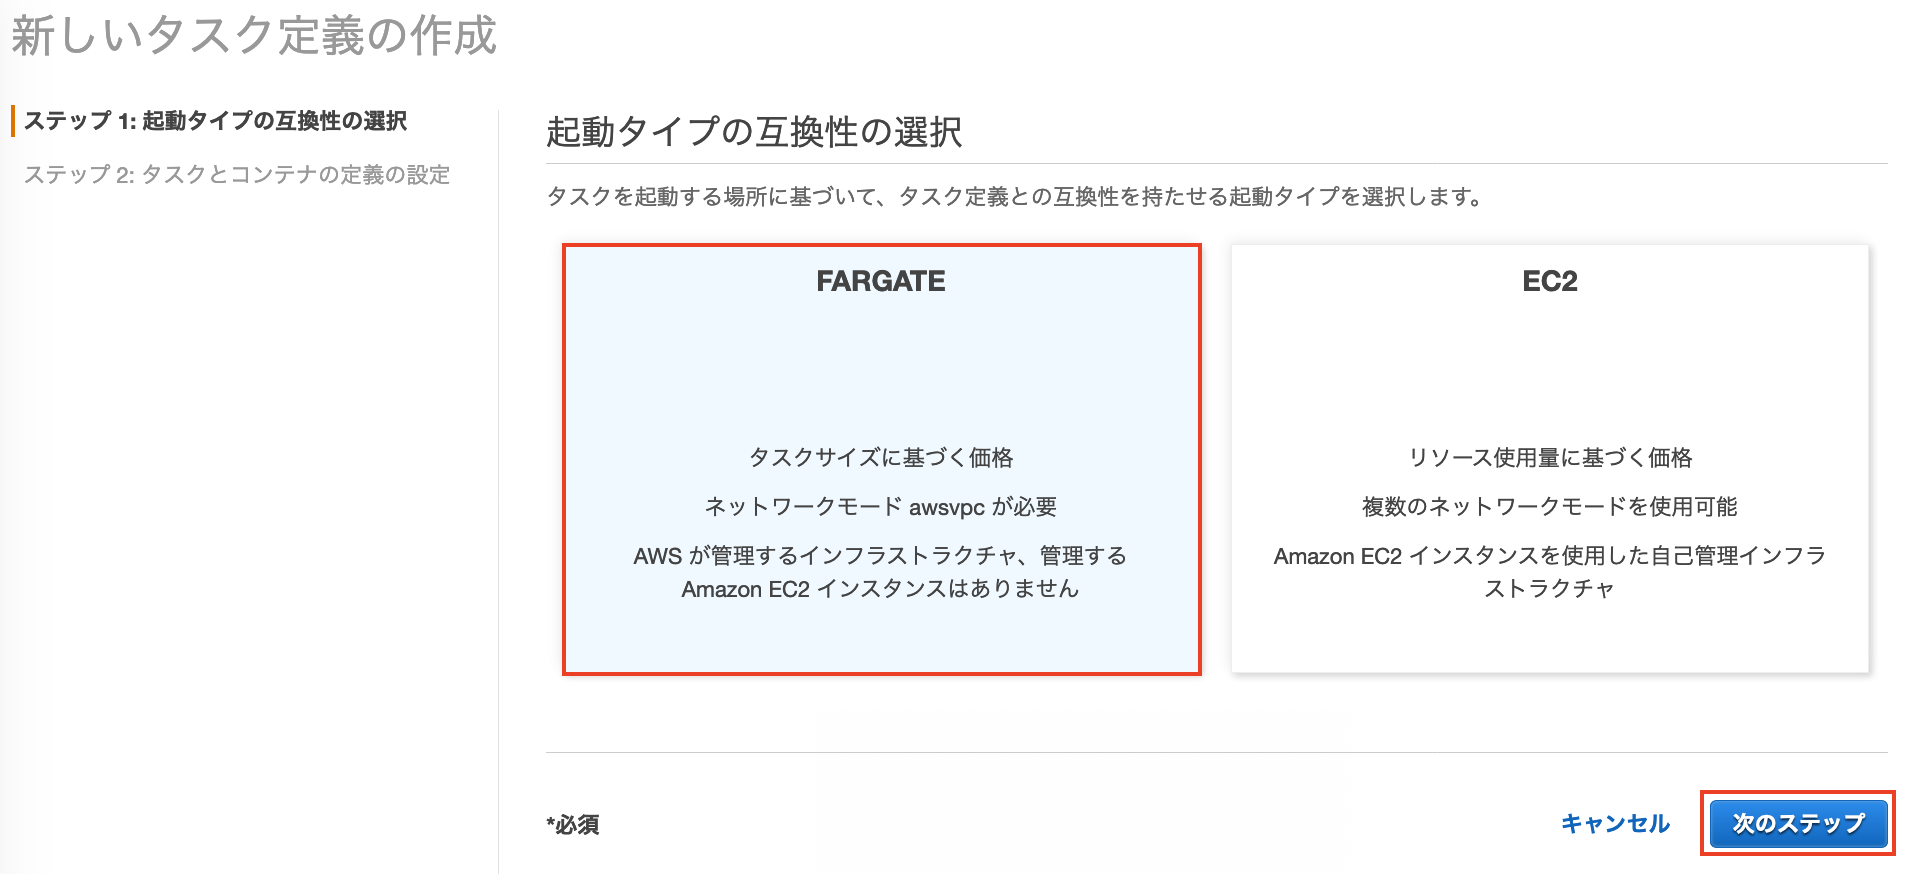 新しいタスク定義の作成
ステップ 1: 起動タイプの互換性の選択
ステップ 2: タスクとコンテナの定義の設定
起動タイプの互換性の選択
タスクを起動する場所に基づいて、タスク定義との互換性を持たせる起動タイプを選択します。
FARGATE
タスクサイズに基づく価格
ネットワークモード awsvpc が必要
AWS が管理するインフラストラクチャ、管理する
Amazon EC2 インスタンスはありません
EC2
リソース使用量に基づく価格
複数のネットワークモードを使用可能
Amazon EC2 インスタンスを使用した自己管理インフラ
ストラクチャ
*必須
キャンセル
次のステップ